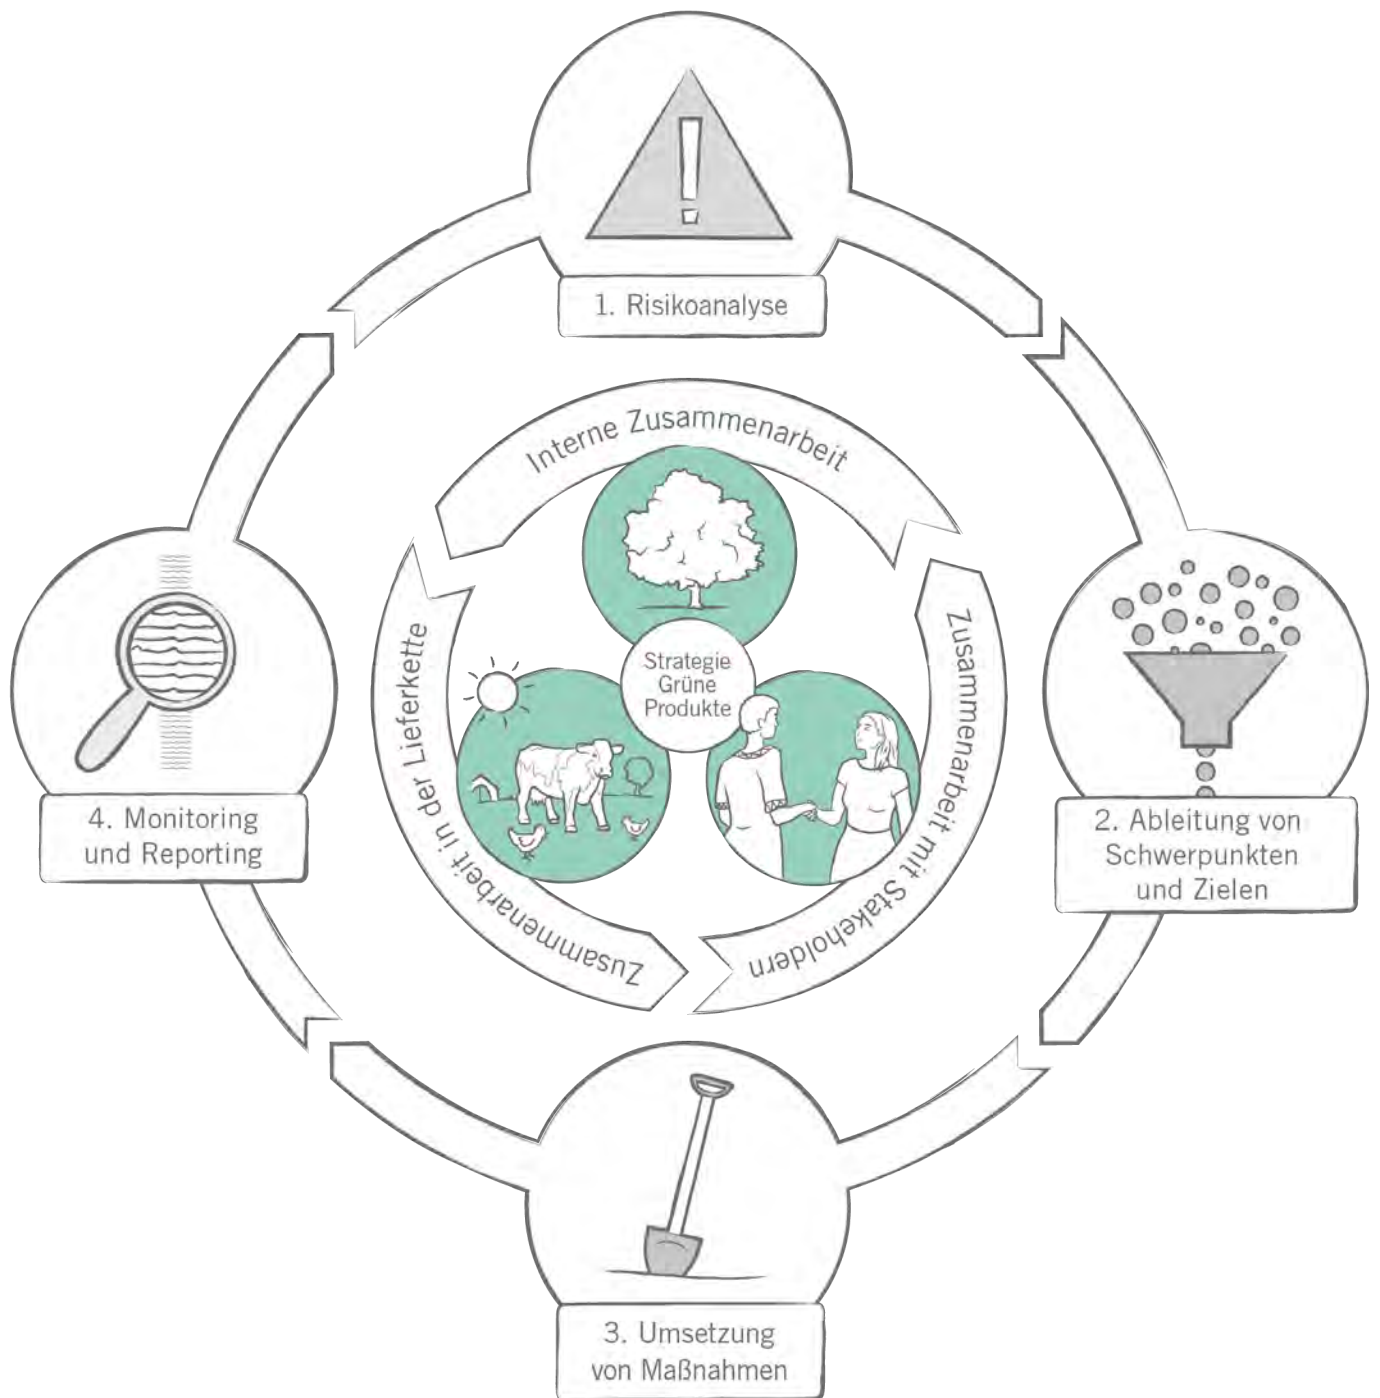 1. Risikoanalyse
Interne Zusammenarbeit
Zusammenarbeit in der Lieferkette
Strategie
Grüne
Produkte
Zusammenarbeit mit Stakeholdern
4. Monitoring
und Reporting
2. Ableitung von
Schwerpunkten
und Zielen
3. Umsetzung
von Maßnahmen